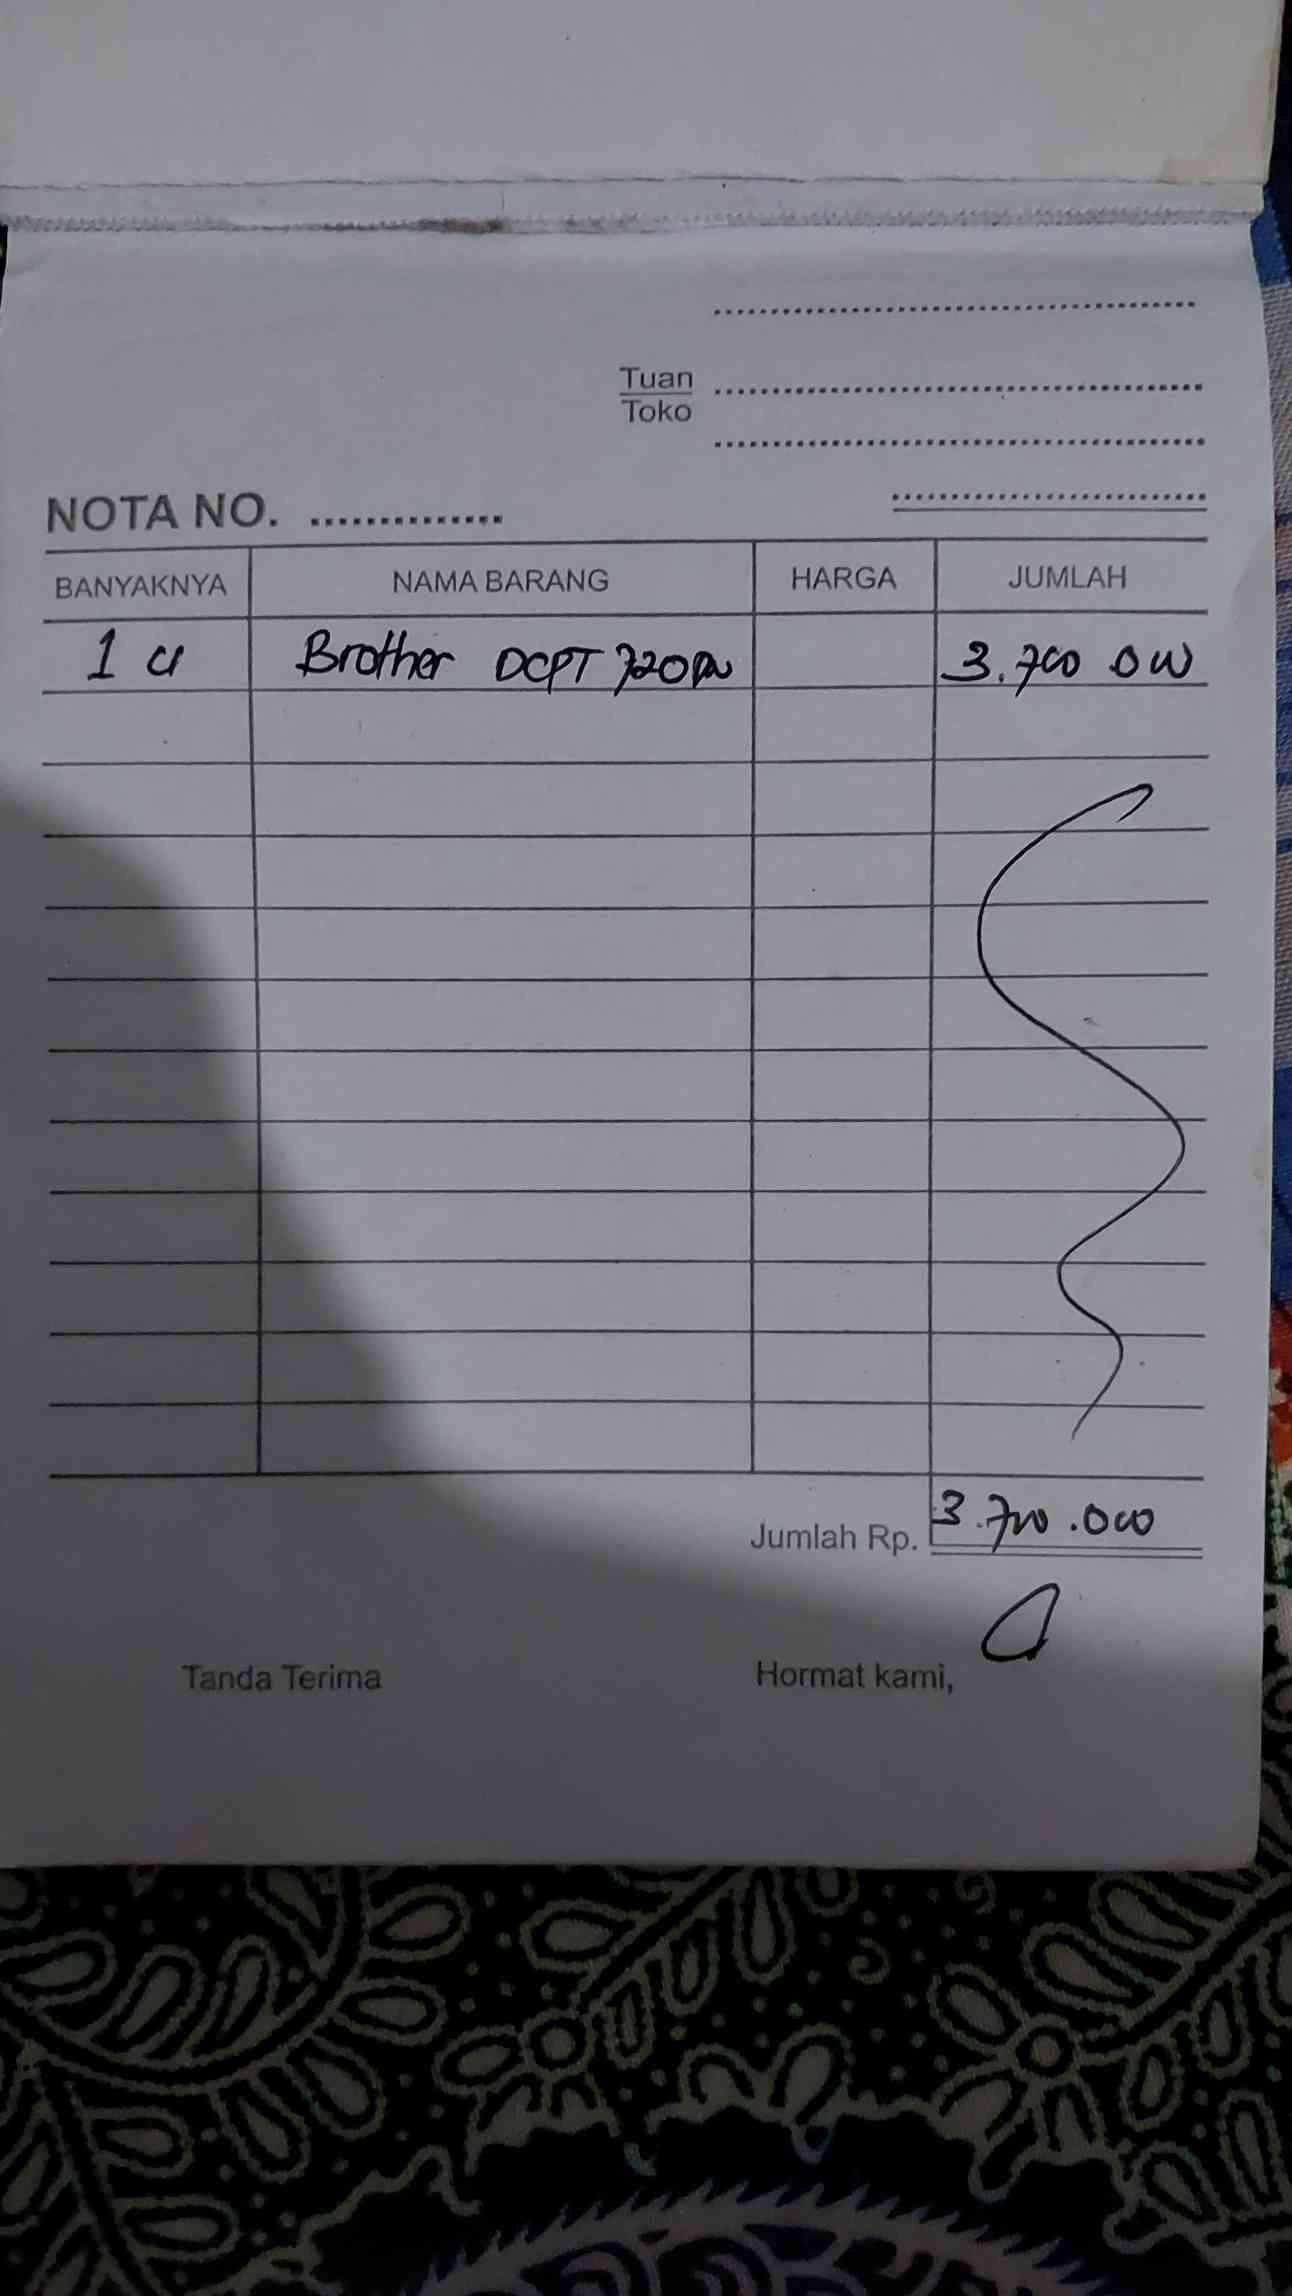 Tuan
Toko
NOTA NO.
BANYAKNYA NAMA BARANG HARGA JUMLAH
1 Brother DCPT 720DW 3.700 000
Jumlah Rp. 3.700.000
Tanda Terima Hormat kami,